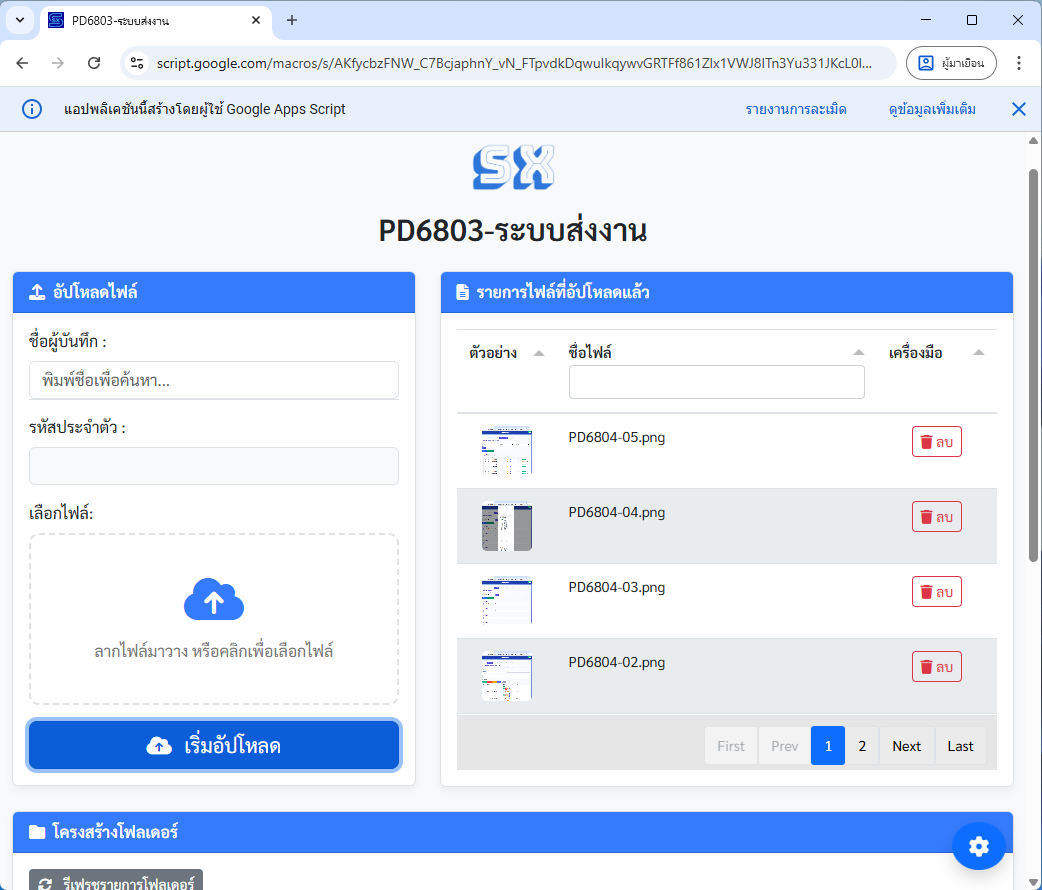 PD6803-ระบบส่งงาน
script.google.com/macros/s/AKfycbzFNW_C7BcjaphnY_vN_FTpvdkDqwulkqywvGRTFf861ZIx1VWJ8ITn3Yu331JKcL0I...
ผู้มาเยือน
แอปพลิเคชันนี้สร้างโดยผู้ใช้ Google Apps Script
รายงานการละเมิด
ดูข้อมูลเพิ่มเติม
SX
PD6803-ระบบส่งงาน
อัปโหลดไฟล์
ชื่อผู้บันทึก :
พิมพ์ชื่อเพื่อค้นหา...
รหัสประจำตัว :
เลือกไฟล์:
ลากไฟล์มาวาง หรือคลิกเพื่อเลือกไฟล์
เริ่มอัปโหลด
รายการไฟล์ที่อัปโหลดแล้ว
ตัวอย่าง ชื่อไฟล์ เครื่องมือ
PD6804-05.png ลบ
PD6804-04.png ลบ
PD6804-03.png ลบ
PD6804-02.png ลบ
First Prev 1 2 Next Last
โครงสร้างโฟลเดอร์
รีเฟรชรายการโฟลเดอร์